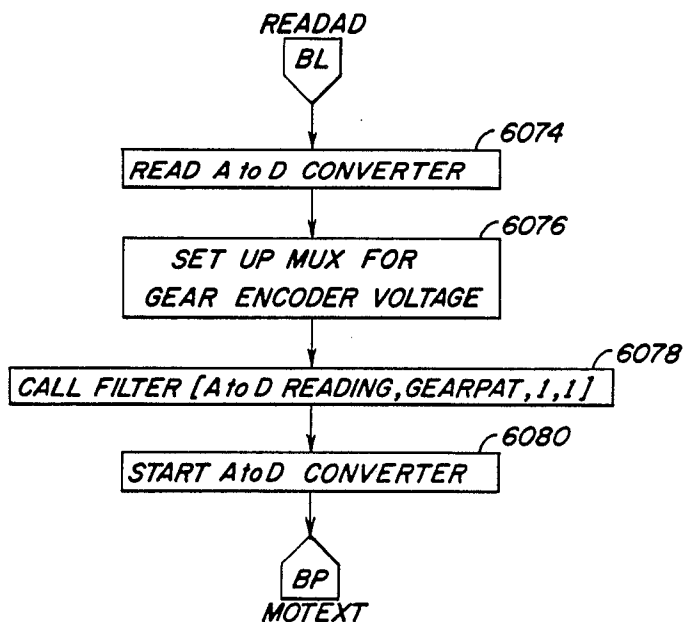 READAD
BL
6074
READ A to D CONVERTER
6076
SET UP MUX FOR
GEAR ENCODER VOLTAGE
6078
CALL FILTER [A to D READING, GEARPAT, 1, 1]
6080
START A to D CONVERTER
BP
MOTEXT